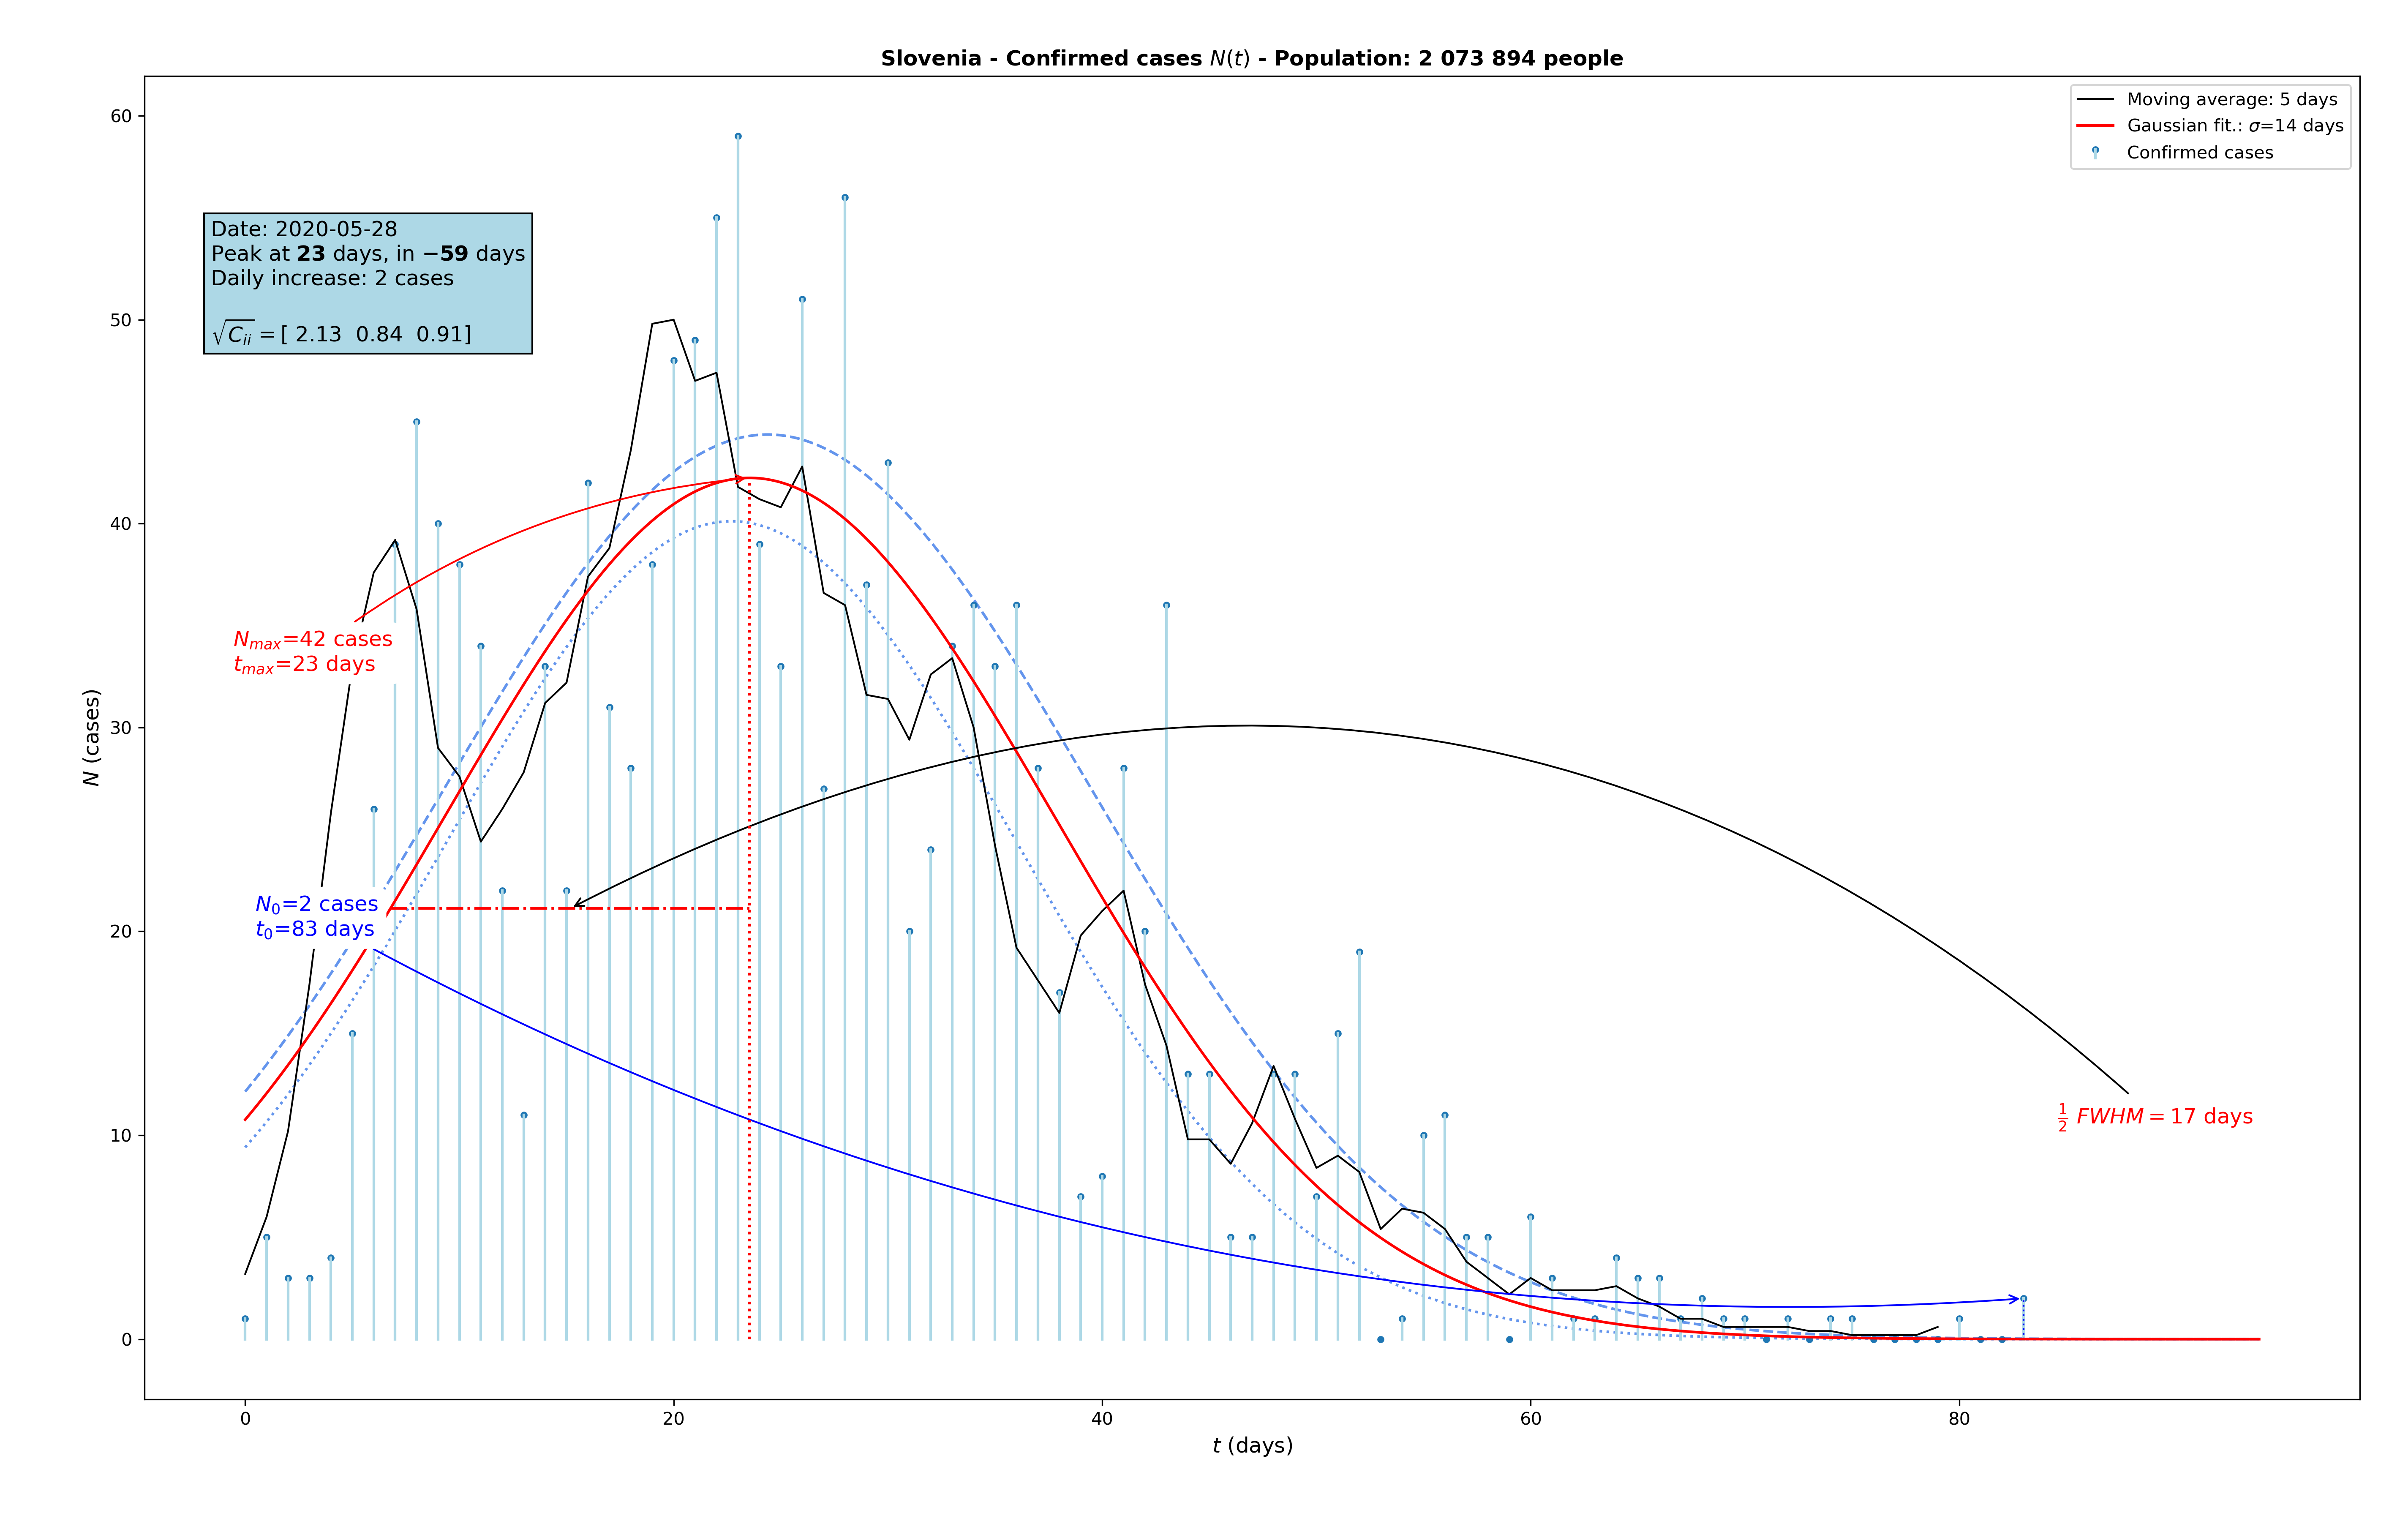 Slovenia - Confirmed cases N(t) - Population: 2 073 894 people
Moving average: 5 days
Gaussian fit.: σ=14 days
Confirmed cases
Date: 2020-05-28
Peak at 23 days, in −59 days
Daily increase: 2 cases
√C_ii = [ 2.13 0.84 0.91]
N_max=42 cases
t_max=23 days
N_0=2 cases
t_0=83 days
1/2 FWHM = 17 days
N (cases)
60
50
40
30
20
10
0
0 20 40 60 80
t (days)